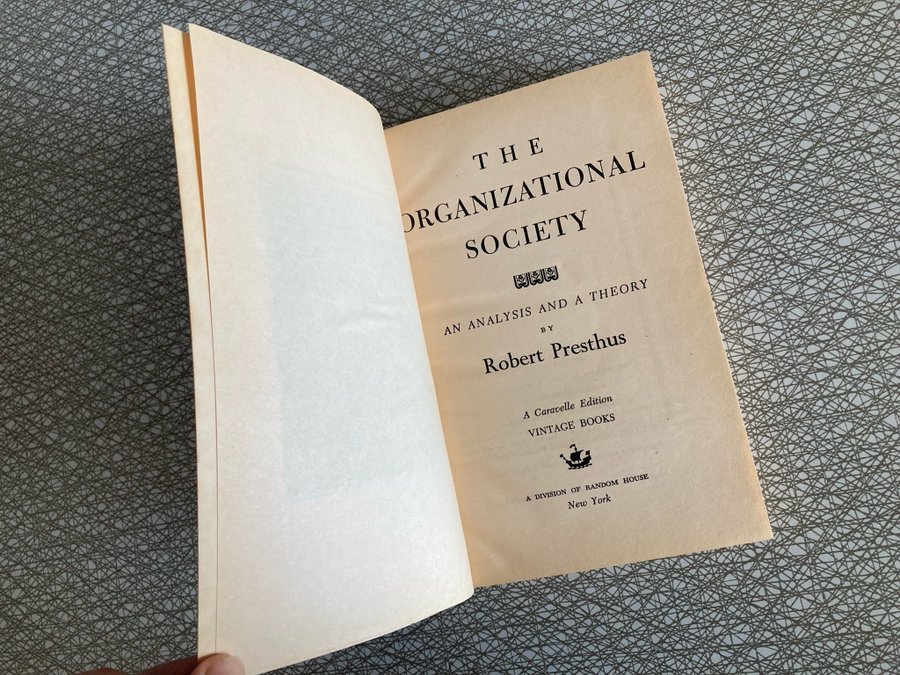 THE
ORGANIZATIONAL
SOCIETY
AN ANALYSIS AND A THEORY
BY
Robert Presthus
A Caravelle Edition
VINTAGE BOOKS
A DIVISION OF RANDOM HOUSE
New York